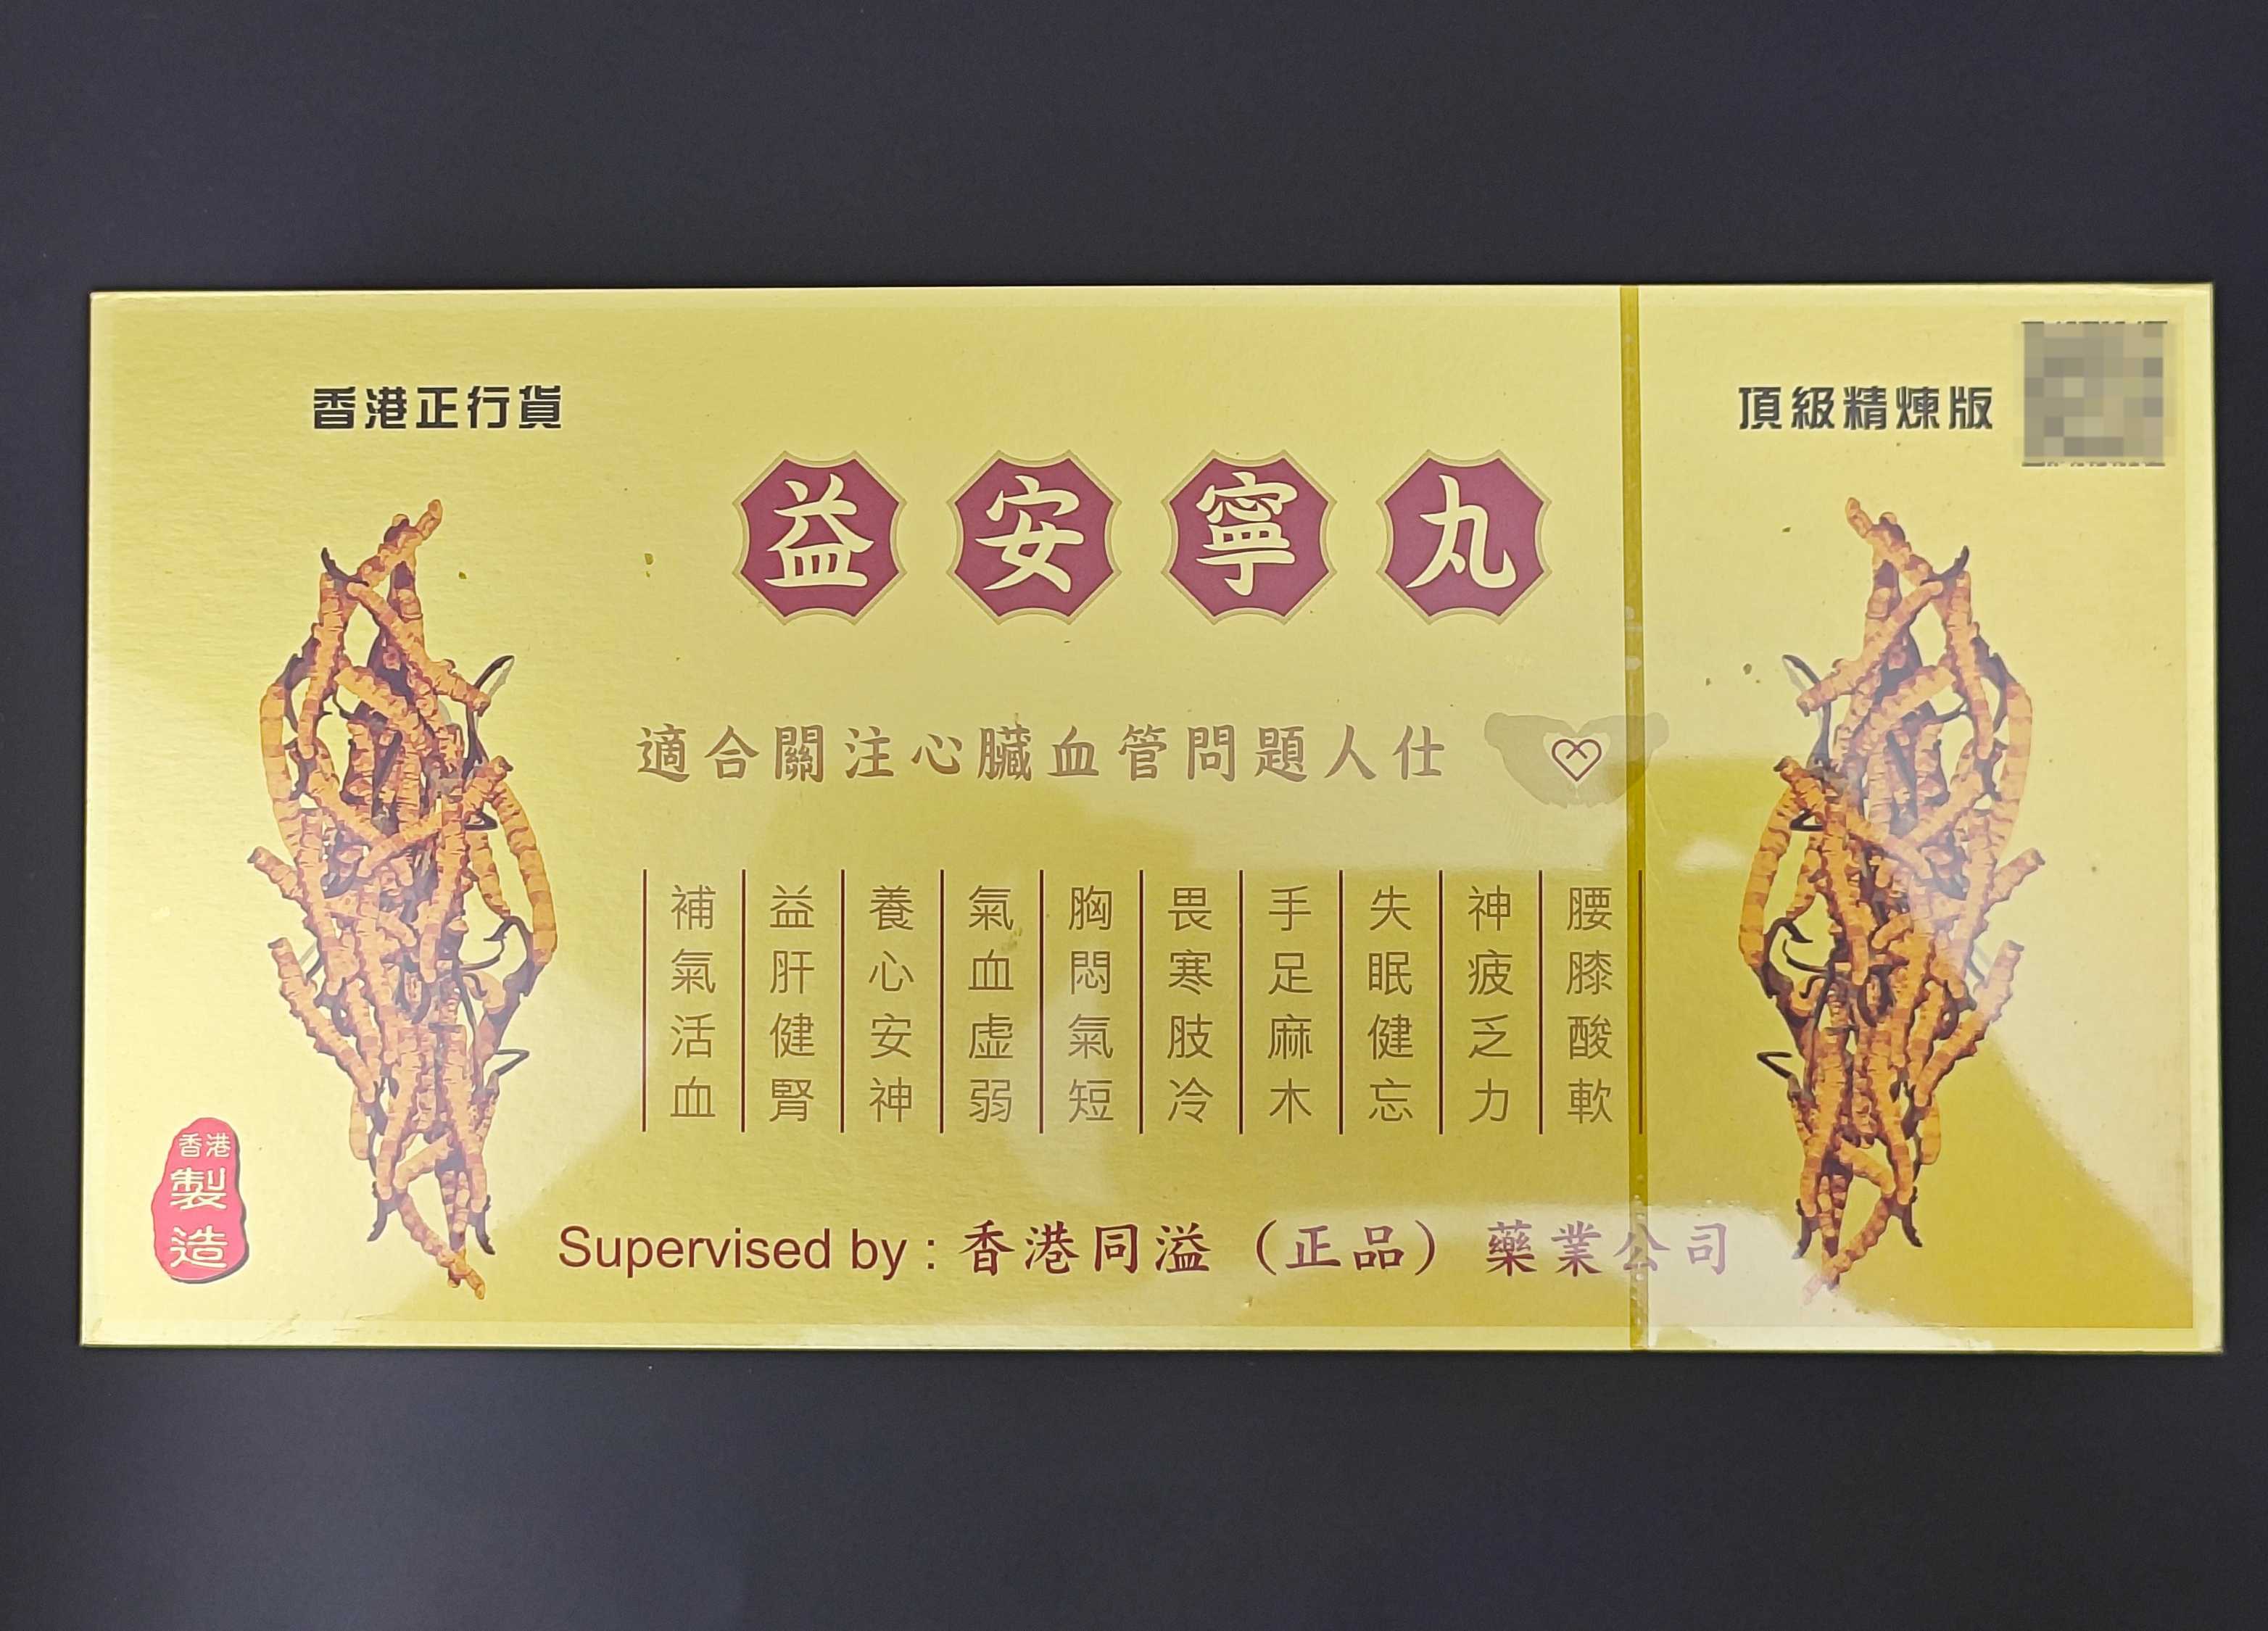 香港正行貨
頂級精煉版
益安寧丸
適合關注心臟血管問題人仕
補氣活血
益肝健腎
養心安神
氣血虛弱
胸悶氣短
畏寒肢冷
手足麻木
失眠健忘
神疲乏力
腰膝酸軟
香港
製造
Supervised by : 香港同溢（正品）藥業公司